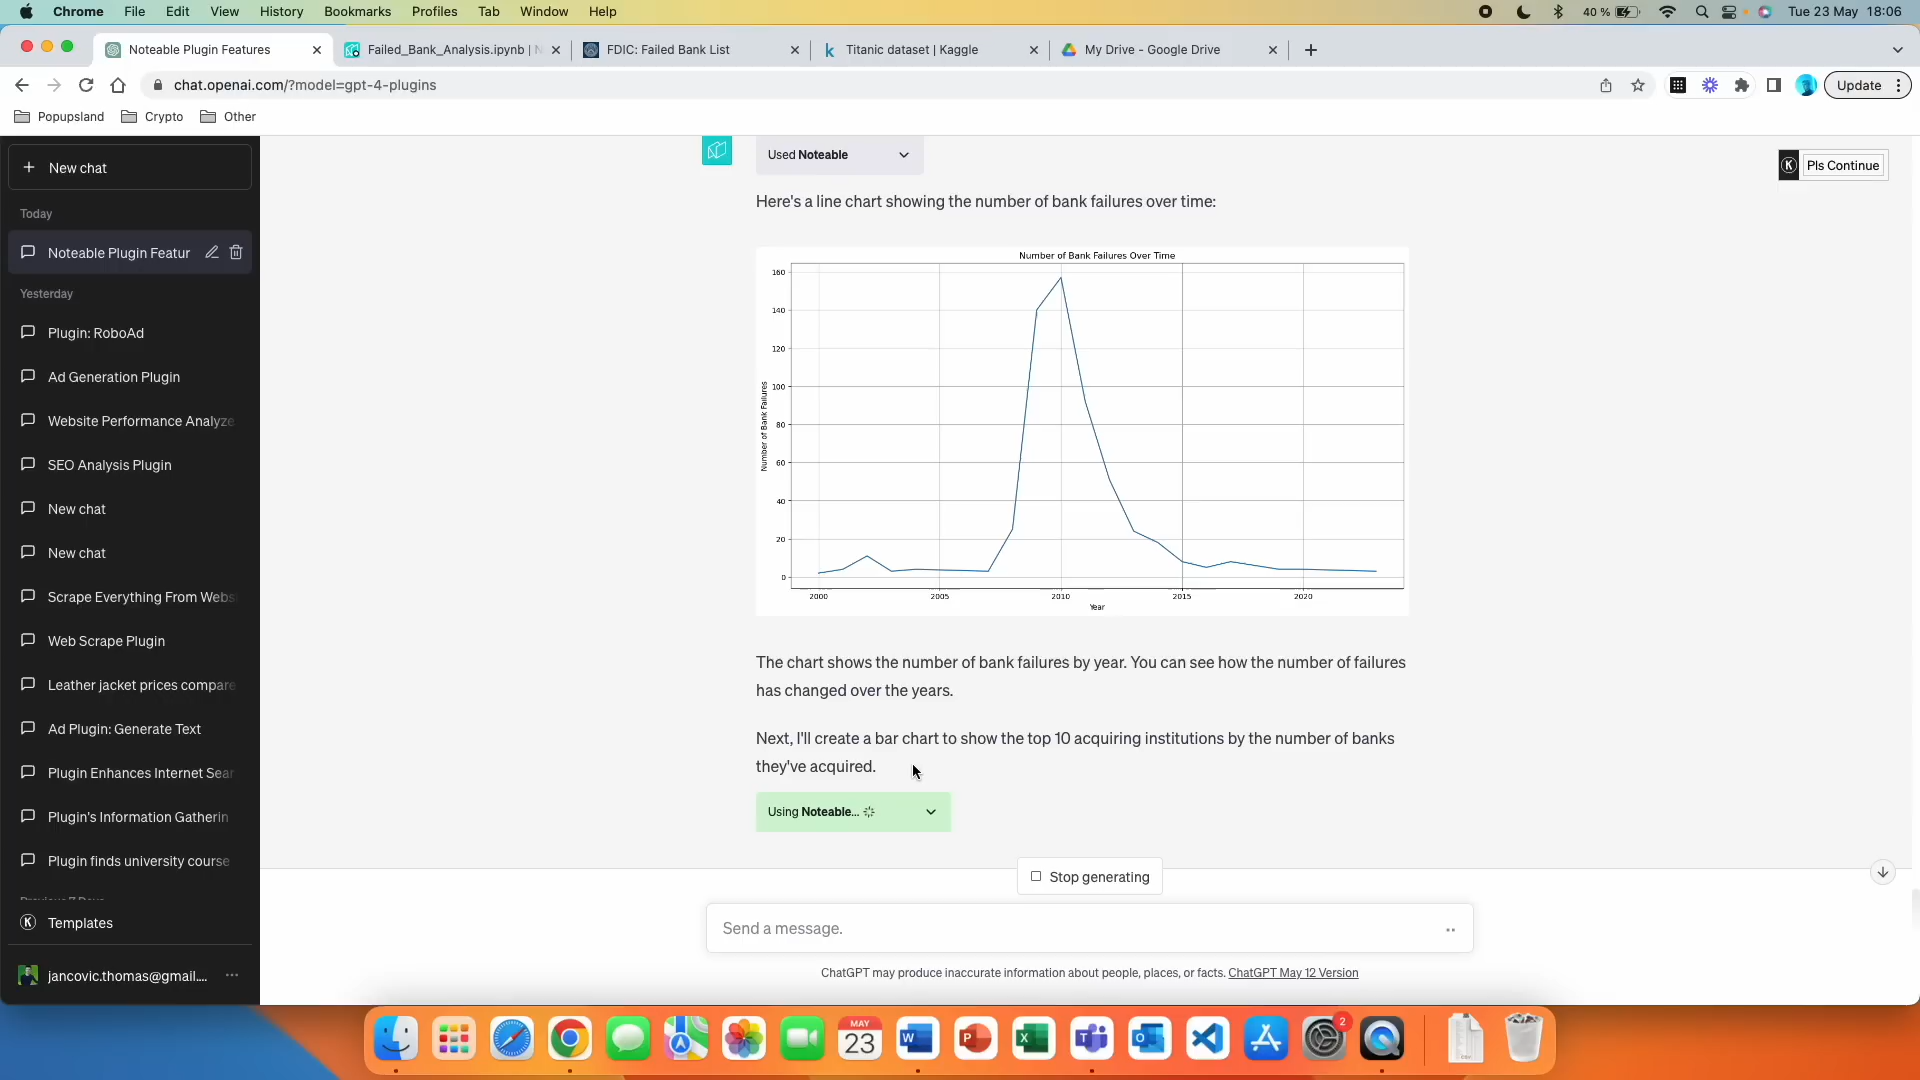 Chrome File Edit View History Bookmarks Profiles Tab Window Help 40 % Tue 23 May 18:06
Noteable Plugin Features Failed_Bank_Analysis.ipynb | N FDIC: Failed Bank List Titanic dataset | Kaggle My Drive - Google Drive
chat.openai.com/?model=gpt-4-plugins Update
Popupsland Crypto Other
New chat
Today
Noteable Plugin Featur
Yesterday
Plugin: RoboAd
Ad Generation Plugin
Website Performance Analyze
SEO Analysis Plugin
New chat
New chat
Scrape Everything From Webs
Web Scrape Plugin
Leather jacket prices compare
Ad Plugin: Generate Text
Plugin Enhances Internet Sear
Plugin's Information Gatherin
Plugin finds university course
Previous 7 Days
K Templates
jancovic.thomas@gmail....
Used Noteable
K Pls Continue
Here's a line chart showing the number of bank failures over time:
Number of Bank Failures Over Time
160
140
120
100
80
60
40
20
0
Number of Bank Failures
2000 2005 2010 2015 2020
Year
The chart shows the number of bank failures by year. You can see how the number of failures
has changed over the years.
Next, I'll create a bar chart to show the top 10 acquiring institutions by the number of banks
they've acquired.
Using Noteable...
Stop generating
Send a message.
ChatGPT may produce inaccurate information about people, places, or facts. ChatGPT May 12 Version
MAY
23
W P X T O 2